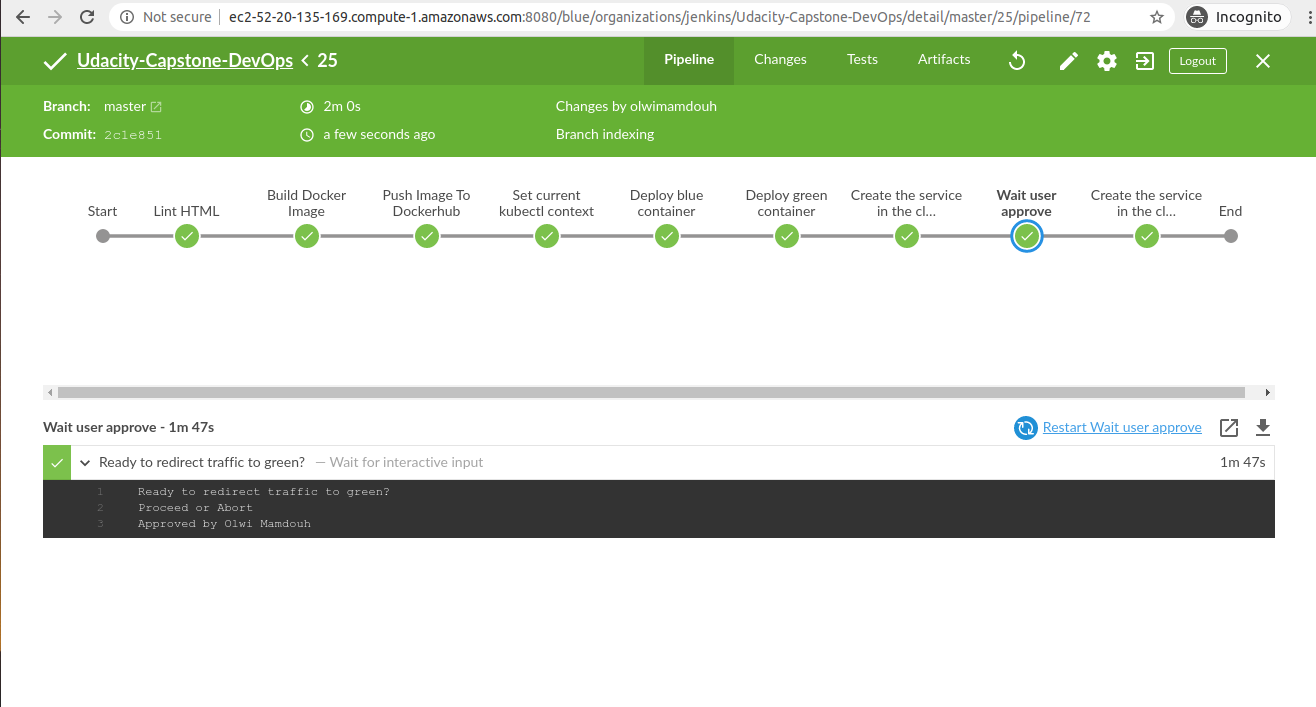 Not secure | ec2-52-20-135-169.compute-1.amazonaws.com:8080/blue/organizations/jenkins/Udacity-Capstone-DevOps/detail/master/25/pipeline/72 Incognito
Udacity-Capstone-DevOps < 25 Pipeline Changes Tests Artifacts Logout
Branch: master 2m 0s Changes by olwimamdouh
Commit: 2c1e851 a few seconds ago Branch indexing
Start
Lint HTML
Build Docker
Image
Push Image To
Dockerhub
Set current
kubectl context
Deploy blue
container
Deploy green
container
Create the service
in the cl...
Wait user
approve
Create the service
in the cl...
End
Wait user approve - 1m 47s Restart Wait user approve
Ready to redirect traffic to green? — Wait for interactive input 1m 47s
1 Ready to redirect traffic to green?
2 Proceed or Abort
3 Approved by Olwi Mamdouh